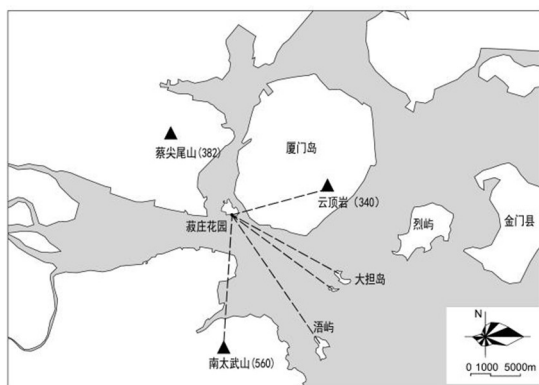 厦门岛
蔡尖尾山(382)
云顶岩(340)
菽庄花园
烈屿
金门县
大担岛
浯屿
南太武山(560)
N
0 1000 5000m